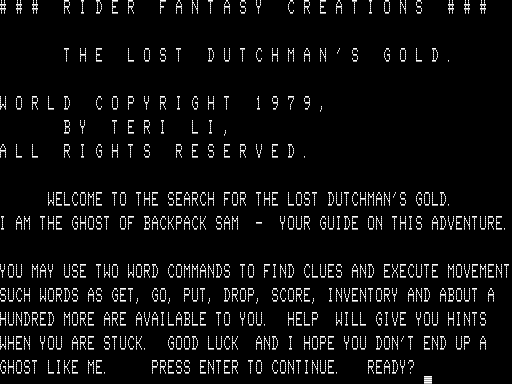 ### RIDER FANTASY CREATIONS ###
THE LOST DUTCHMAN'S GOLD.
WORLD COPYRIGHT 1979,
BY TERI LI,
ALL RIGHTS RESERVED.
WELCOME TO THE SEARCH FOR THE LOST DUTCHMAN'S GOLD.
I AM THE GHOST OF BACKPACK SAM - YOUR GUIDE ON THIS ADVENTURE.
YOU MAY USE TWO WORD COMMANDS TO FIND CLUES AND EXECUTE MOVEMENT
SUCH WORDS AS GET, GO, PUT, DROP, SCORE, INVENTORY AND ABOUT A
HUNDRED MORE ARE AVAILABLE TO YOU. HELP WILL GIVE YOU HINTS
WHEN YOU ARE STUCK. GOOD LUCK AND I HOPE YOU DON'T END UP A
GHOST LIKE ME. PRESS ENTER TO CONTINUE. READY?